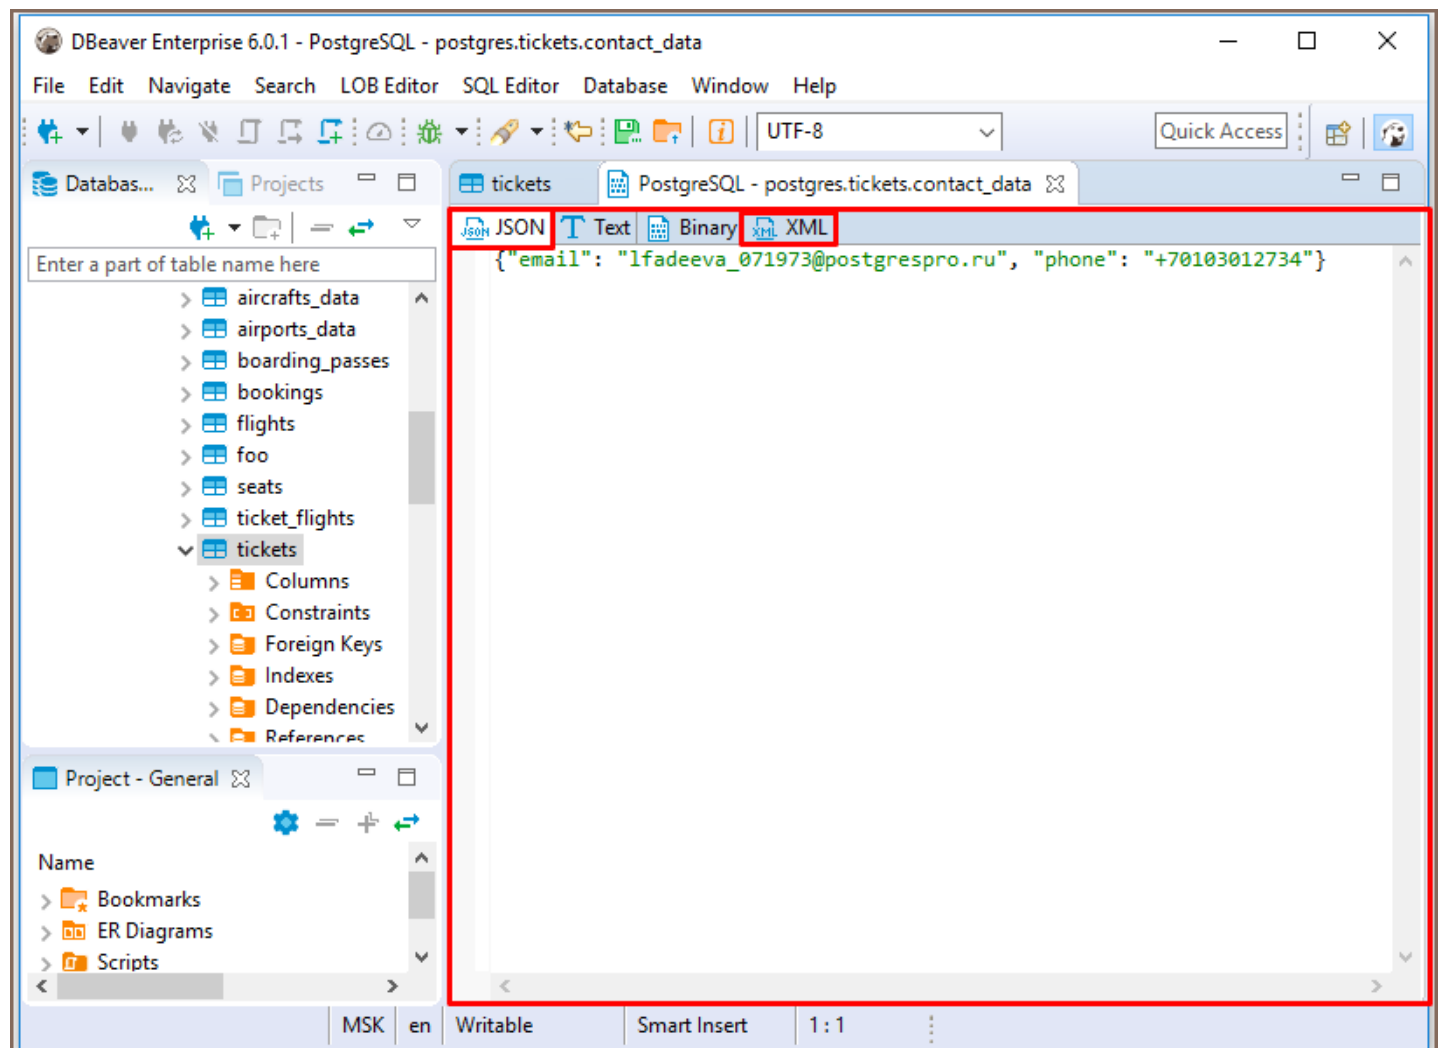 DBeaver Enterprise 6.0.1 - PostgreSQL - postgres.tickets.contact_data
File Edit Navigate Search LOB Editor SQL Editor Database Window Help
UTF-8 Quick Access
Databas... Projects
Enter a part of table name here
aircrafts_data
airports_data
boarding_passes
bookings
flights
foo
seats
ticket_flights
tickets
Columns
Constraints
Foreign Keys
Indexes
Dependencies
References
Project - General
Name
Bookmarks
ER Diagrams
Scripts
tickets PostgreSQL - postgres.tickets.contact_data
JSON Text Binary XML
{"email": "lfadeeva_071973@postgrespro.ru", "phone": "+70103012734"}
MSK en Writable Smart Insert 1 : 1